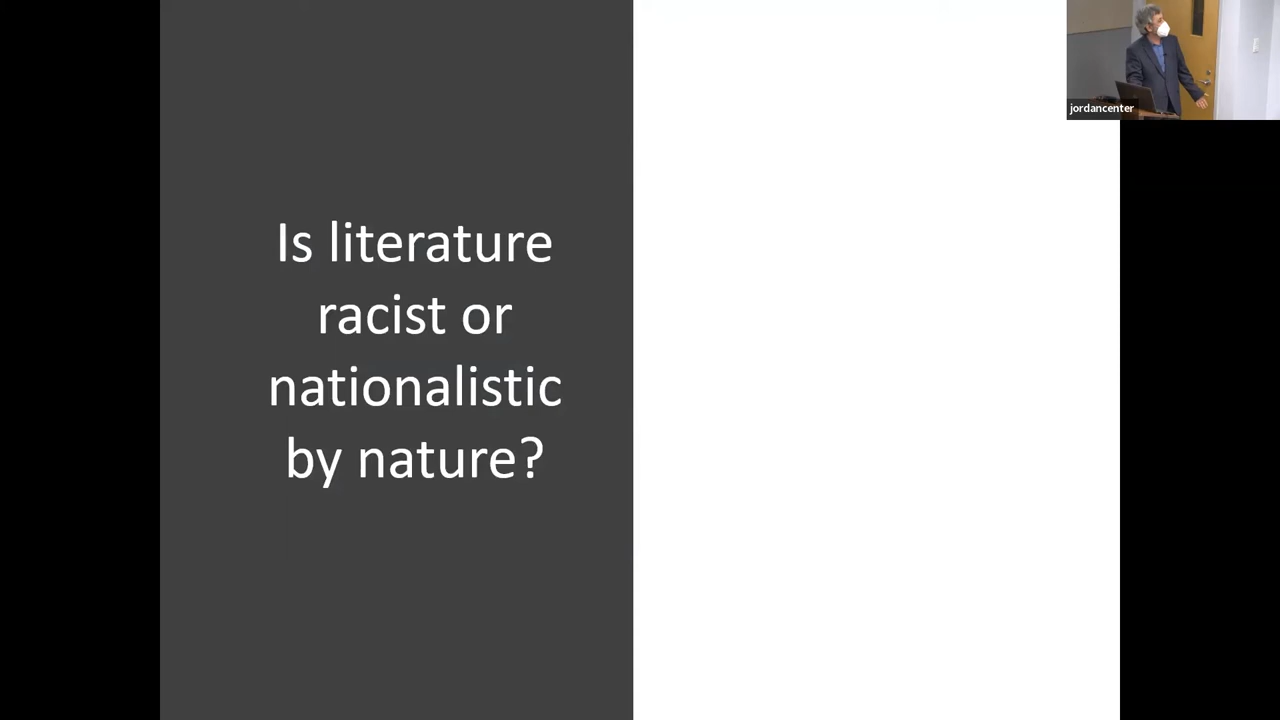 Is literature
racist or
nationalistic
by nature?
jordancenter